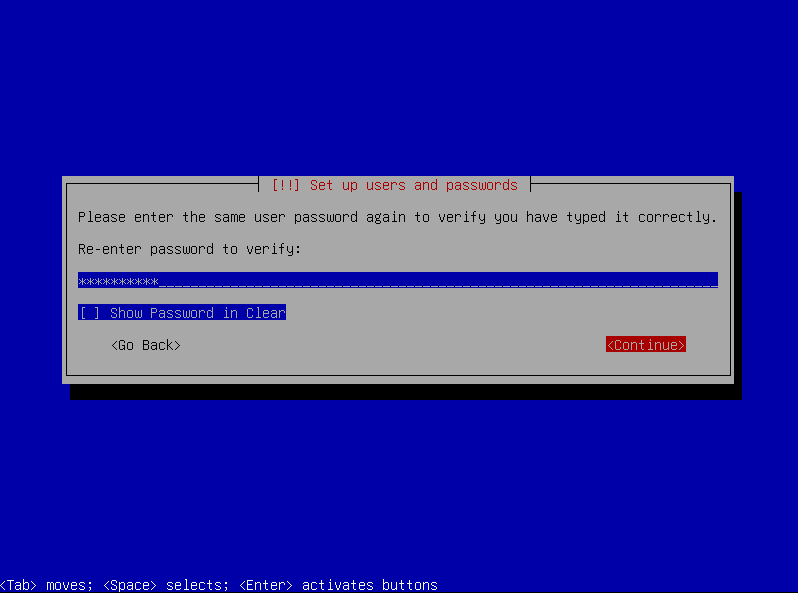 [!!] Set up users and passwords
Please enter the same user password again to verify you have typed it correctly.
Re-enter password to verify:
**********
[ ] Show Password in Clear
<Go Back> <Continue>
<Tab> moves; <Space> selects; <Enter> activates buttons